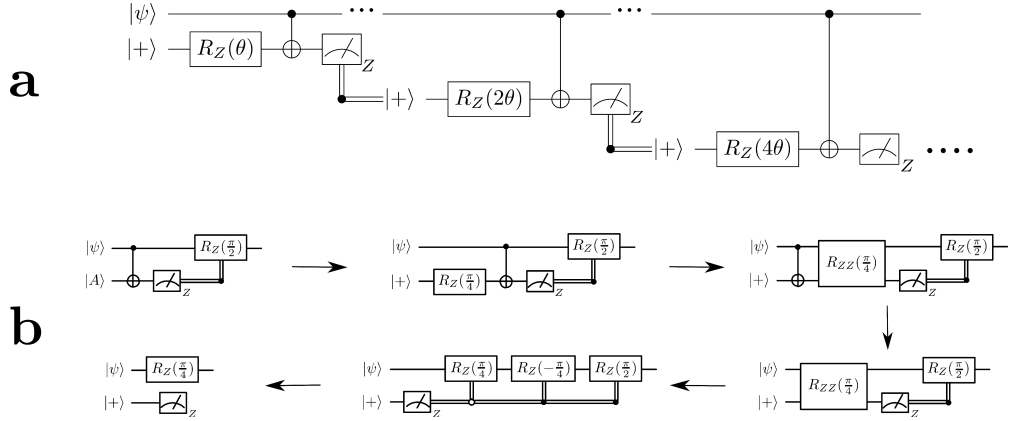 |ψ⟩ ...  ...
|+⟩ R_Z(θ) Z
a
|+⟩ R_Z(2θ) Z
|+⟩ R_Z(4θ) Z ....
|ψ⟩ R_Z(π/2) |ψ⟩ R_Z(π/2) |ψ⟩ R_ZZ(π/4) R_Z(π/2)
|A⟩ Z |+⟩ R_Z(π/4) Z |+⟩ Z
b
|ψ⟩ R_Z(π/4) |ψ⟩ R_Z(π/4) R_Z(-π/4) R_Z(π/2) |ψ⟩ R_ZZ(π/4) R_Z(π/2)
|+⟩ Z |+⟩ Z |+⟩ Z